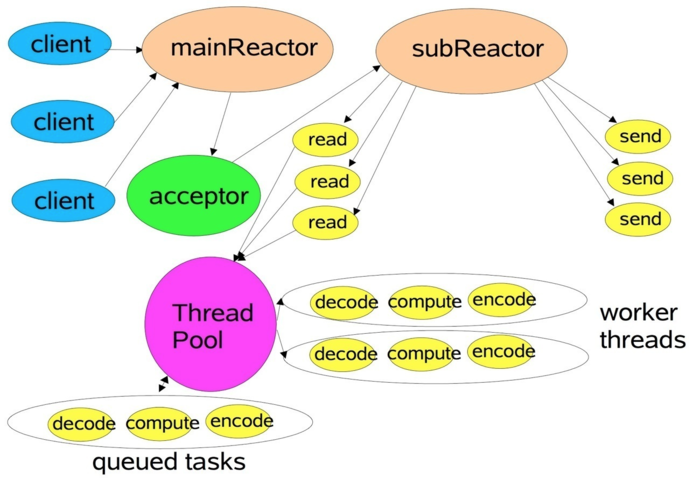 client
mainReactor
subReactor
client
client
acceptor
read
read
read
send
send
send
Thread
Pool
decode compute encode
decode compute encode
worker
threads
decode compute encode
queued tasks